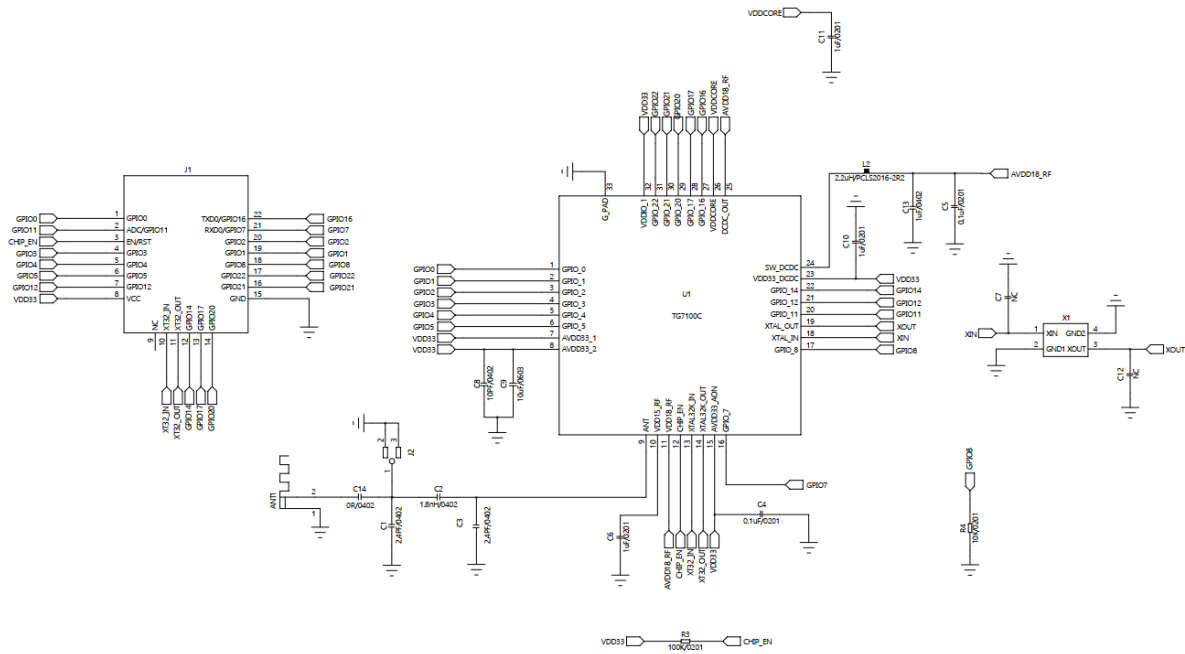 VDDCORE
C11
1uF/0201
VDD33
GPIO22
GPIO21
GPIO20
GPIO17
GPIO16
VDDCORE
AVDD18_RF
J1
GPIO0 1 GPIO0 TXD0/GPIO16 22 GPIO16
GPIO11 2 ADC/GPIO11 RXD0/GPIO7 21 GPIO7
CHIP_EN 3 EN/RST GPIO2 20 GPIO2
GPIO3 4 GPIO3 GPIO1 19 GPIO1
GPIO4 5 GPIO4 GPIO8 18 GPIO8
GPIO5 6 GPIO5 GPIO22 17 GPIO22
GPIO12 7 GPIO12 GPIO21 16 GPIO21
VDD33 8 VCC GND 15
NC
XT32_IN
XT32_OUT
GPIO14
GPIO17
GPIO20
9
10
11
12
13
14
XT32_IN
XT32_OUT
GPIO14
GPIO17
GPIO20
33
G_PAD
32
31
30
29
28
27
26
25
VDDIO_1
GPIO_22
GPIO_21
GPIO_20
GPIO_17
GPIO_16
VDDCORE
DCDC_OUT
U1
TG7100C
GPIO0 1 GPIO_0
GPIO1 2 GPIO_1
GPIO2 3 GPIO_2
GPIO3 4 GPIO_3
GPIO4 5 GPIO_4
GPIO5 6 GPIO_5
VDD33 7 AVDD33_1
VDD33 8 AVDD33_2
SW_DCDC 24
VDD33_DCDC 23 VDD33
GPIO_14 22 GPIO14
GPIO_12 21 GPIO12
GPIO_11 20 GPIO11
XTAL_OUT 19 XOUT
XTAL_IN 18 XIN
GPIO_8 17 GPIO8
ANT
VDD15_RF
VDD18_RF
CHIP_EN
XTAL32K_IN
XTAL32K_OUT
AVDD33_AON
GPIO_7
9
10
11
12
13
14
15
16
AVDD18_RF
CHIP_EN
XT32_IN
XT32_OUT
VDD33
GPIO7
L2
2.2uH/PCLS2016-2R2
AVDD18_RF
C13
1uF/0402
C5
0.1uF/0201
C10
1uF/0201
C7
NC
X1
XIN 1 XIN GND2 4
2 GND1 XOUT 3 XOUT
C12
NC
C8
10PF/0402
C9
10uF/0603
2
3
J2
1
ANTI
2
1
C14
0R/0402
C2
1.8nH/0402
C1
2.4PF/0402
C3
2.4PF/0402
C6
1uF/0201
C4
0.1uF/0201
GPIO8
R4
10K/0201
VDD33 R3 CHIP_EN
100K/0201